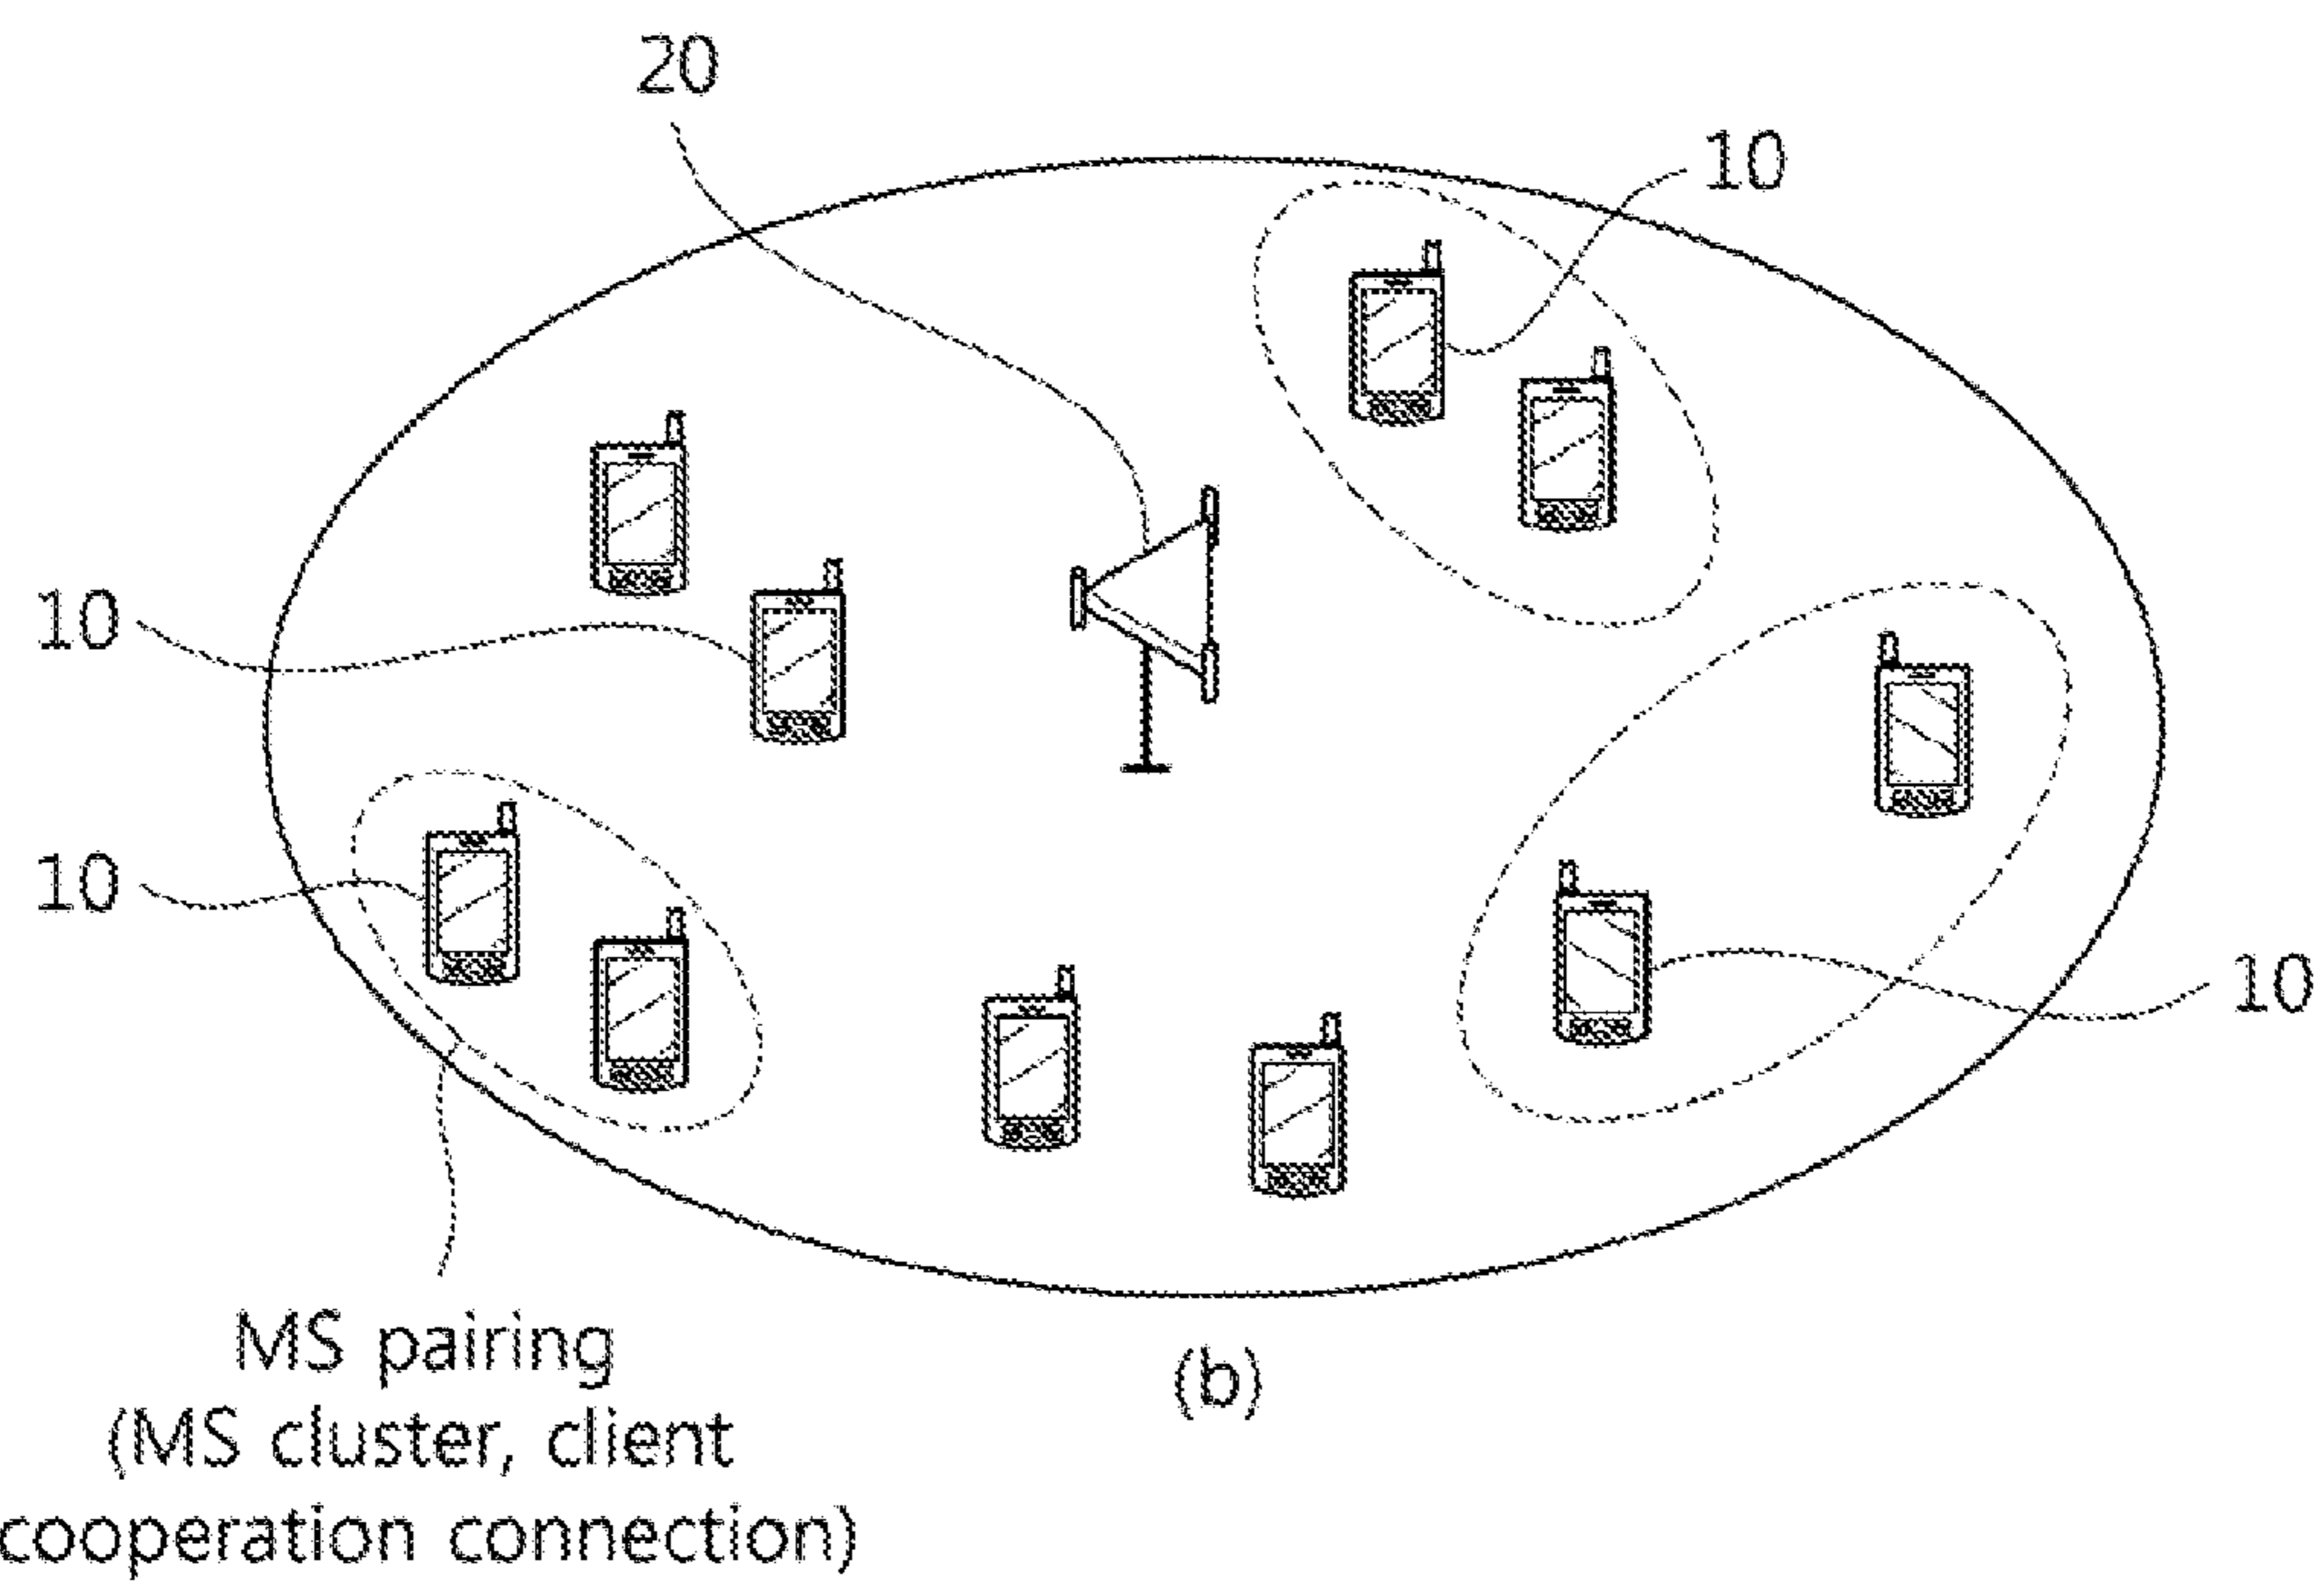 20
10
10
10
10
MS pairing
(MS cluster, client
cooperation connection)
(b)